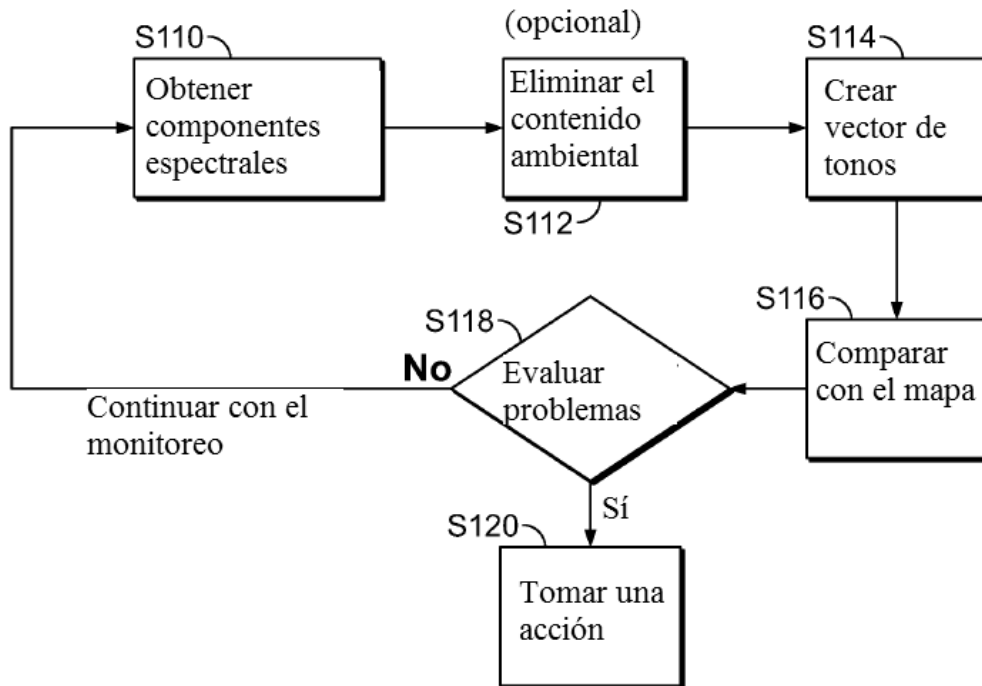 S110
Obtener
componentes
espectrales
(opcional)
Eliminar el
contenido
ambiental
S112
S114
Crear
vector de
tonos
S116
Comparar
con el mapa
S118
Evaluar
problemas
No
Continuar con el
monitoreo
Sí
S120
Tomar una
acción